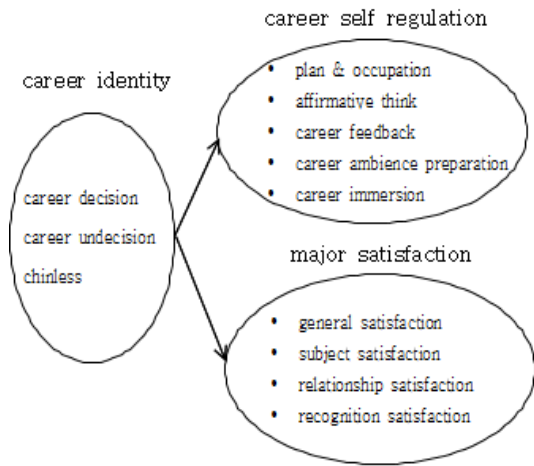 career self regulation
• plan & occupation
• affirmative think
• career feedback
• career ambience preparation
• career immersion
career identity
career decision
career undecision
chinless
major satisfaction
• general satisfaction
• subject satisfaction
• relationship satisfaction
• recognition satisfaction